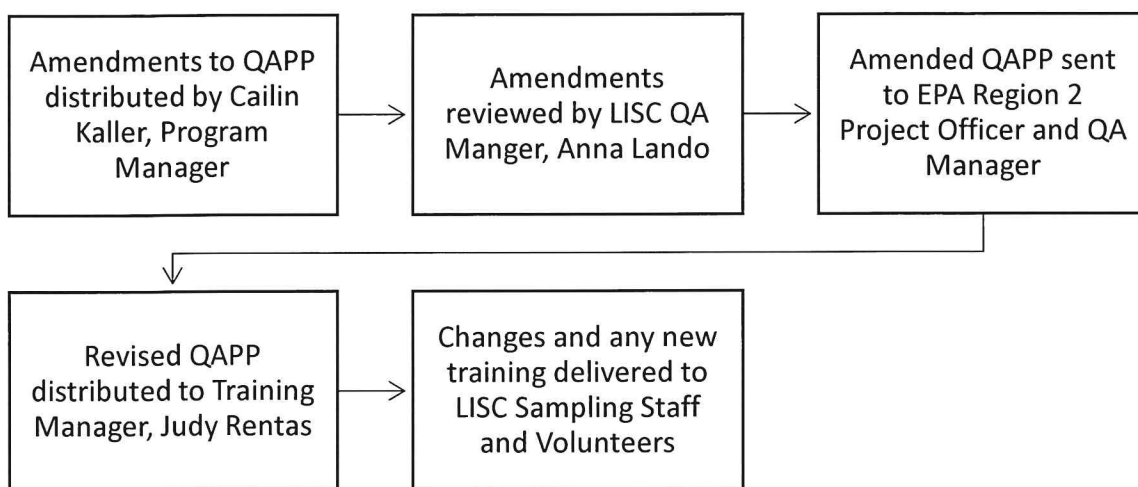 Amendments to QAPP
distributed by Cailin
Kaller, Program
Manager
Amendments
reviewed by LISC QA
Manger, Anna Lando
Amended QAPP sent
to EPA Region 2
Project Officer and QA
Manager
Revised QAPP
distributed to Training
Manager, Judy Rentas
Changes and any new
training delivered to
LISC Sampling Staff
and Volunteers